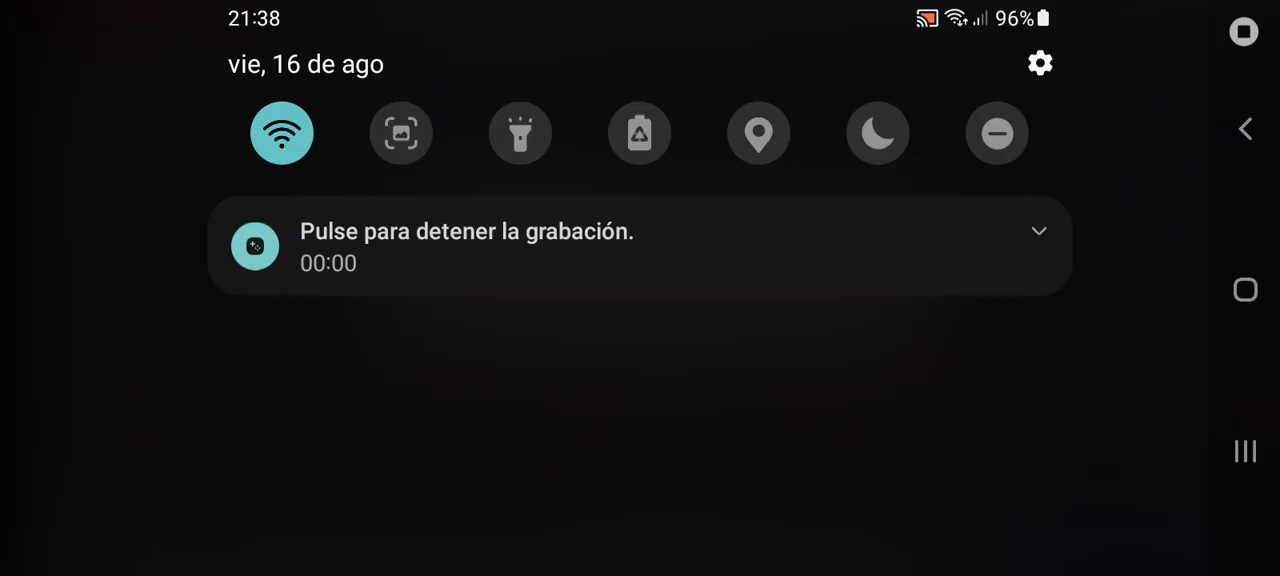 21:38
96%
vie, 16 de ago
Pulse para detener la grabación.
00:00